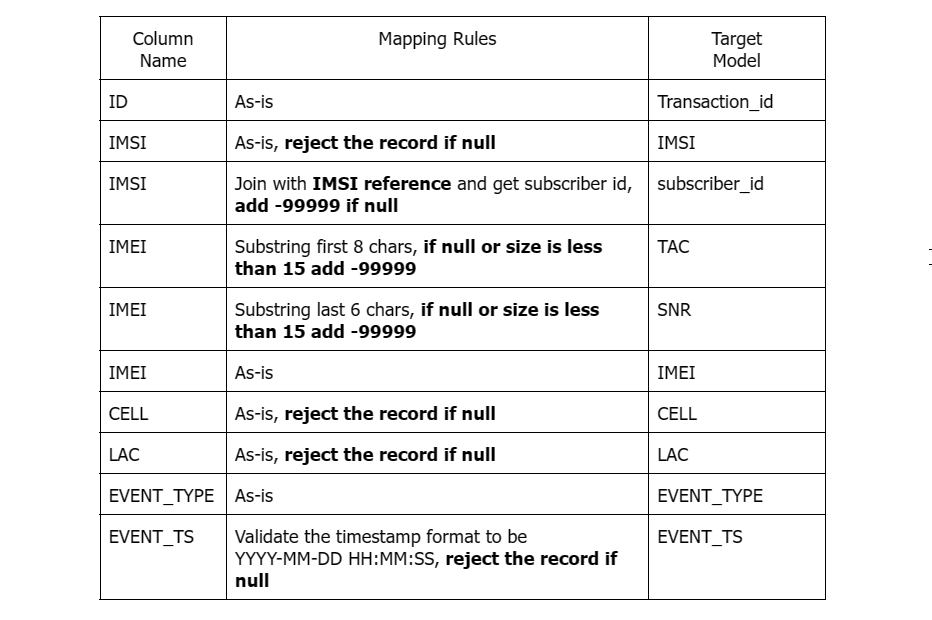 Column
Name
Mapping Rules
Target
Model
ID
As-is
Transaction_id
IMSI
As-is, reject the record if null
IMSI
IMSI
Join with IMSI reference and get subscriber id,
add -99999 if null
subscriber_id
IMEI
Substring first 8 chars, if null or size is less
than 15 add -99999
TAC
IMEI
Substring last 6 chars, if null or size is less
than 15 add -99999
SNR
IMEI
As-is
IMEI
CELL
As-is, reject the record if null
CELL
LAC
As-is, reject the record if null
LAC
EVENT_TYPE
As-is
EVENT_TYPE
EVENT_TS
Validate the timestamp format to be
YYYY-MM-DD HH:MM:SS, reject the record if
null
EVENT_TS